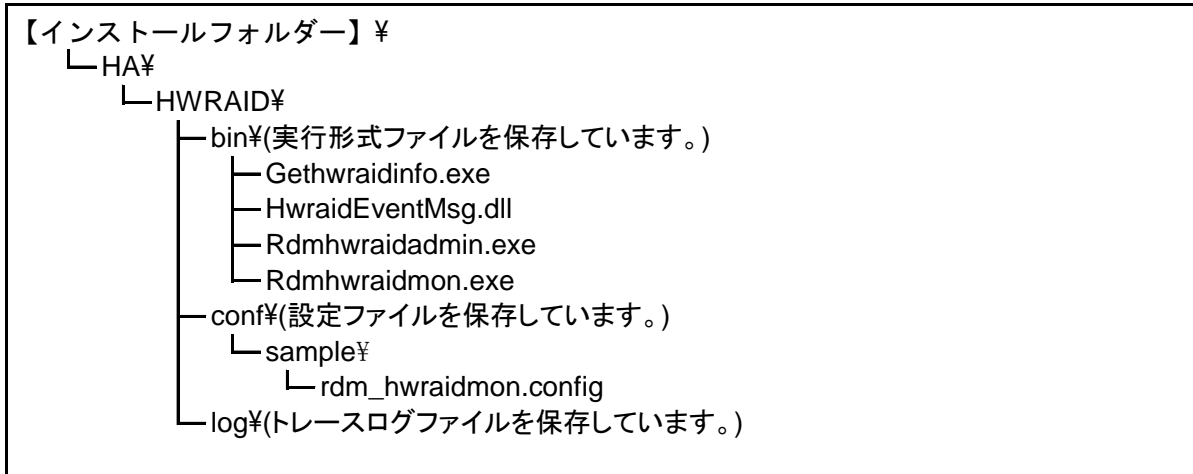 【インストールフォルダー】¥
HA¥
HWRAID¥
bin¥(実行形式ファイルを保存しています。)
Gethwraidinfo.exe
HwraidEventMsg.dll
Rdmhwraidadmin.exe
Rdmhwraidmon.exe
conf¥(設定ファイルを保存しています。)
sample¥
rdm_hwraidmon.config
log¥(トレースログファイルを保存しています。)